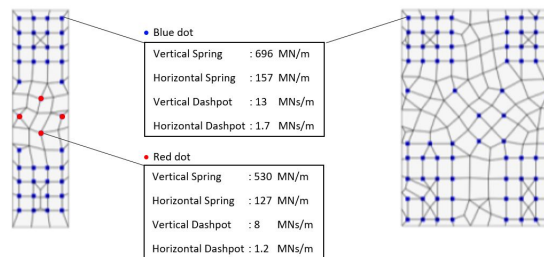 Blue dot
Vertical Spring : 696 MN/m
Horizontal Spring : 157 MN/m
Vertical Dashpot : 13 MNs/m
Horizontal Dashpot : 1.7 MNs/m
Red dot
Vertical Spring : 530 MN/m
Horizontal Spring : 127 MN/m
Vertical Dashpot : 8 MNs/m
Horizontal Dashpot : 1.2 MNs/m